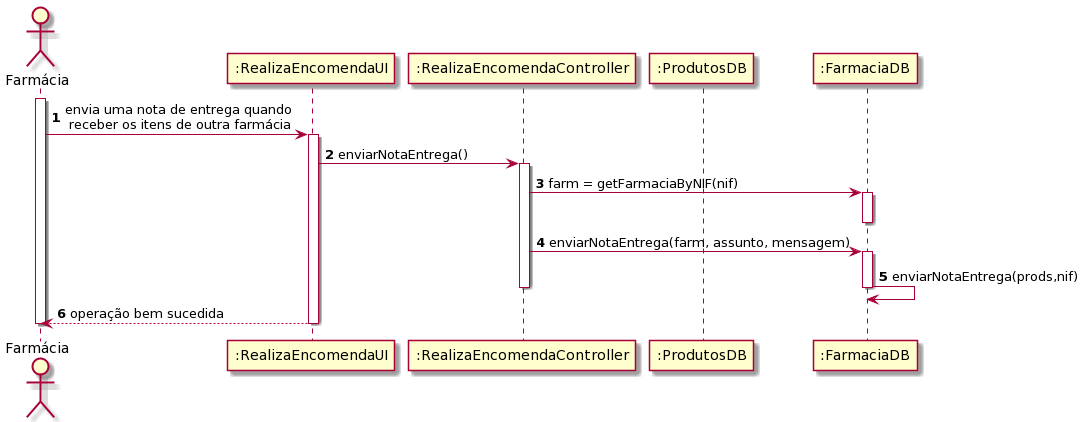 Farmácia
:RealizaEncomendaUI
:RealizaEncomendaController
:ProdutosDB
:FarmaciaDB
1 envia uma nota de entrega quando
receber os itens de outra farmácia
2 enviarNotaEntrega()
3 farm = getFarmaciaByNIF(nif)
4 enviarNotaEntrega(farm, assunto, mensagem)
5 enviarNotaEntrega(prods,nif)
6 operação bem sucedida
Farmácia
:RealizaEncomendaUI
:RealizaEncomendaController
:ProdutosDB
:FarmaciaDB